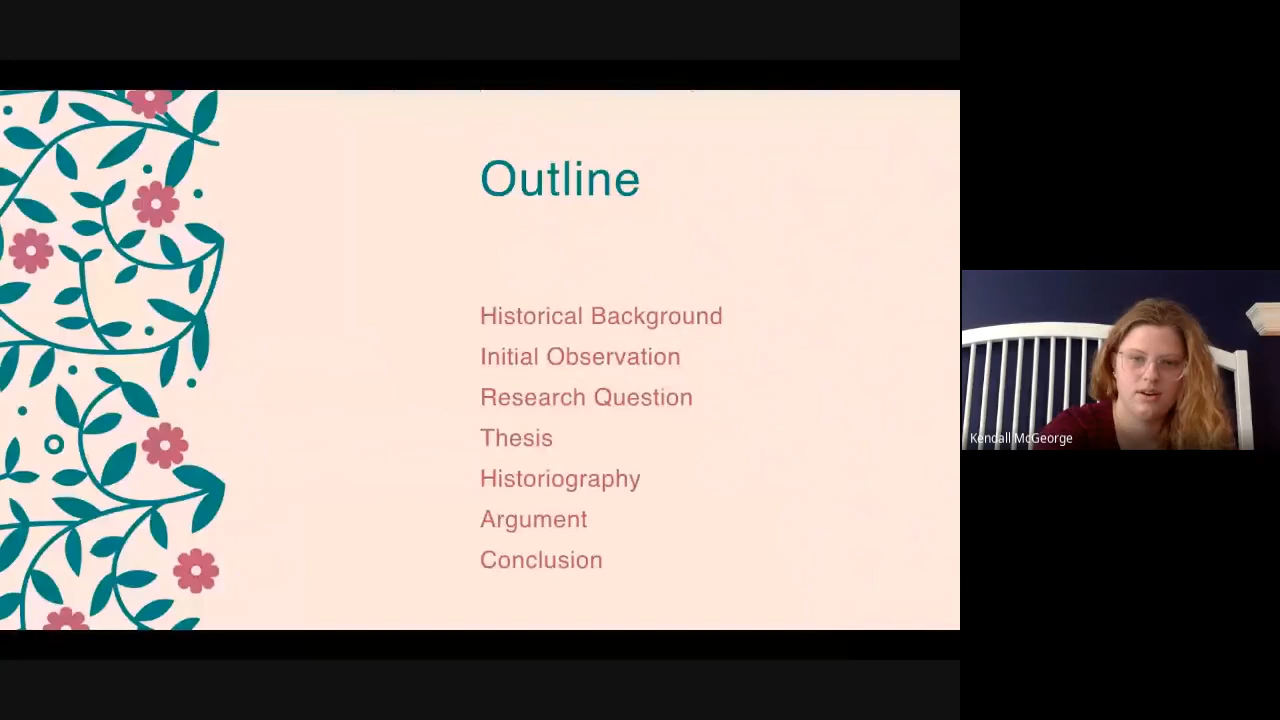 Outline
Historical Background
Initial Observation
Research Question
Thesis
Historiography
Argument
Conclusion
Kendall McGeorge